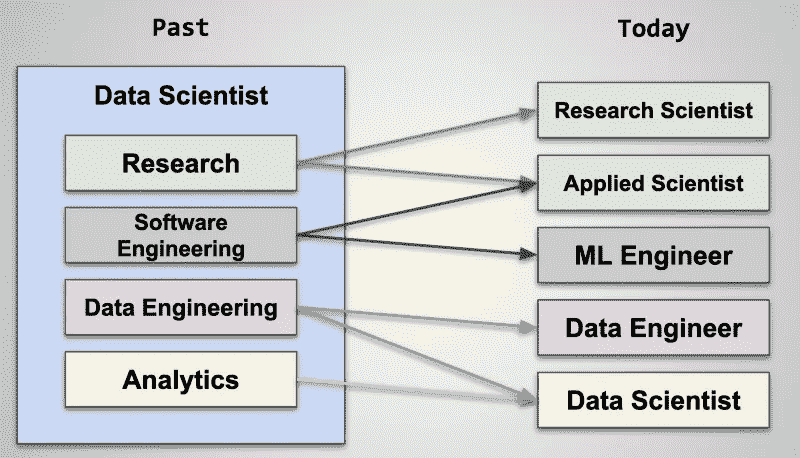 Past
Today
Data Scientist
Research
Software
Engineering
Data Engineering
Analytics
Research Scientist
Applied Scientist
ML Engineer
Data Engineer
Data Scientist